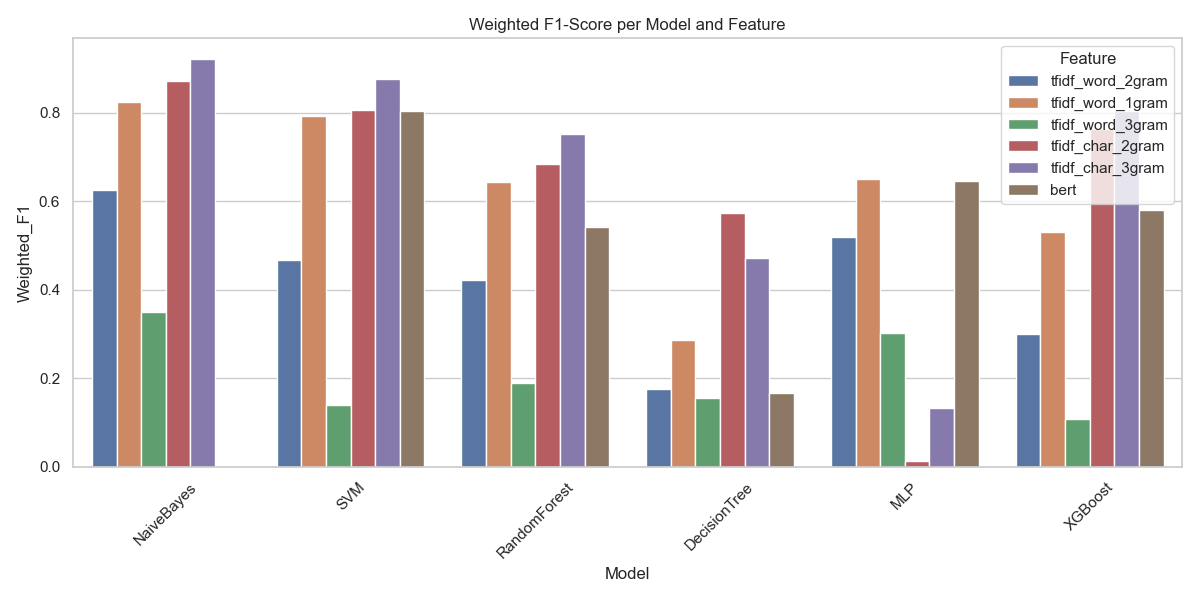 Weighted F1-Score per Model and Feature
Weighted_F1
0.8
0.6
0.4
0.2
0.0
Feature
tfidf_word_2gram
tfidf_word_1gram
tfidf_word_3gram
tfidf_char_2gram
tfidf_char_3gram
bert
NaiveBayes
SVM
RandomForest
DecisionTree
MLP
XGBoost
Model